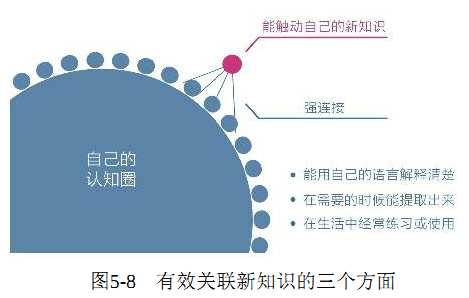 能触动自己的新知识
强连接
自己的
认知圈
• 能用自己的语言解释清楚
• 在需要的时候能提取出来
• 在生活中经常练习或使用
图5-8 有效关联新知识的三个方面